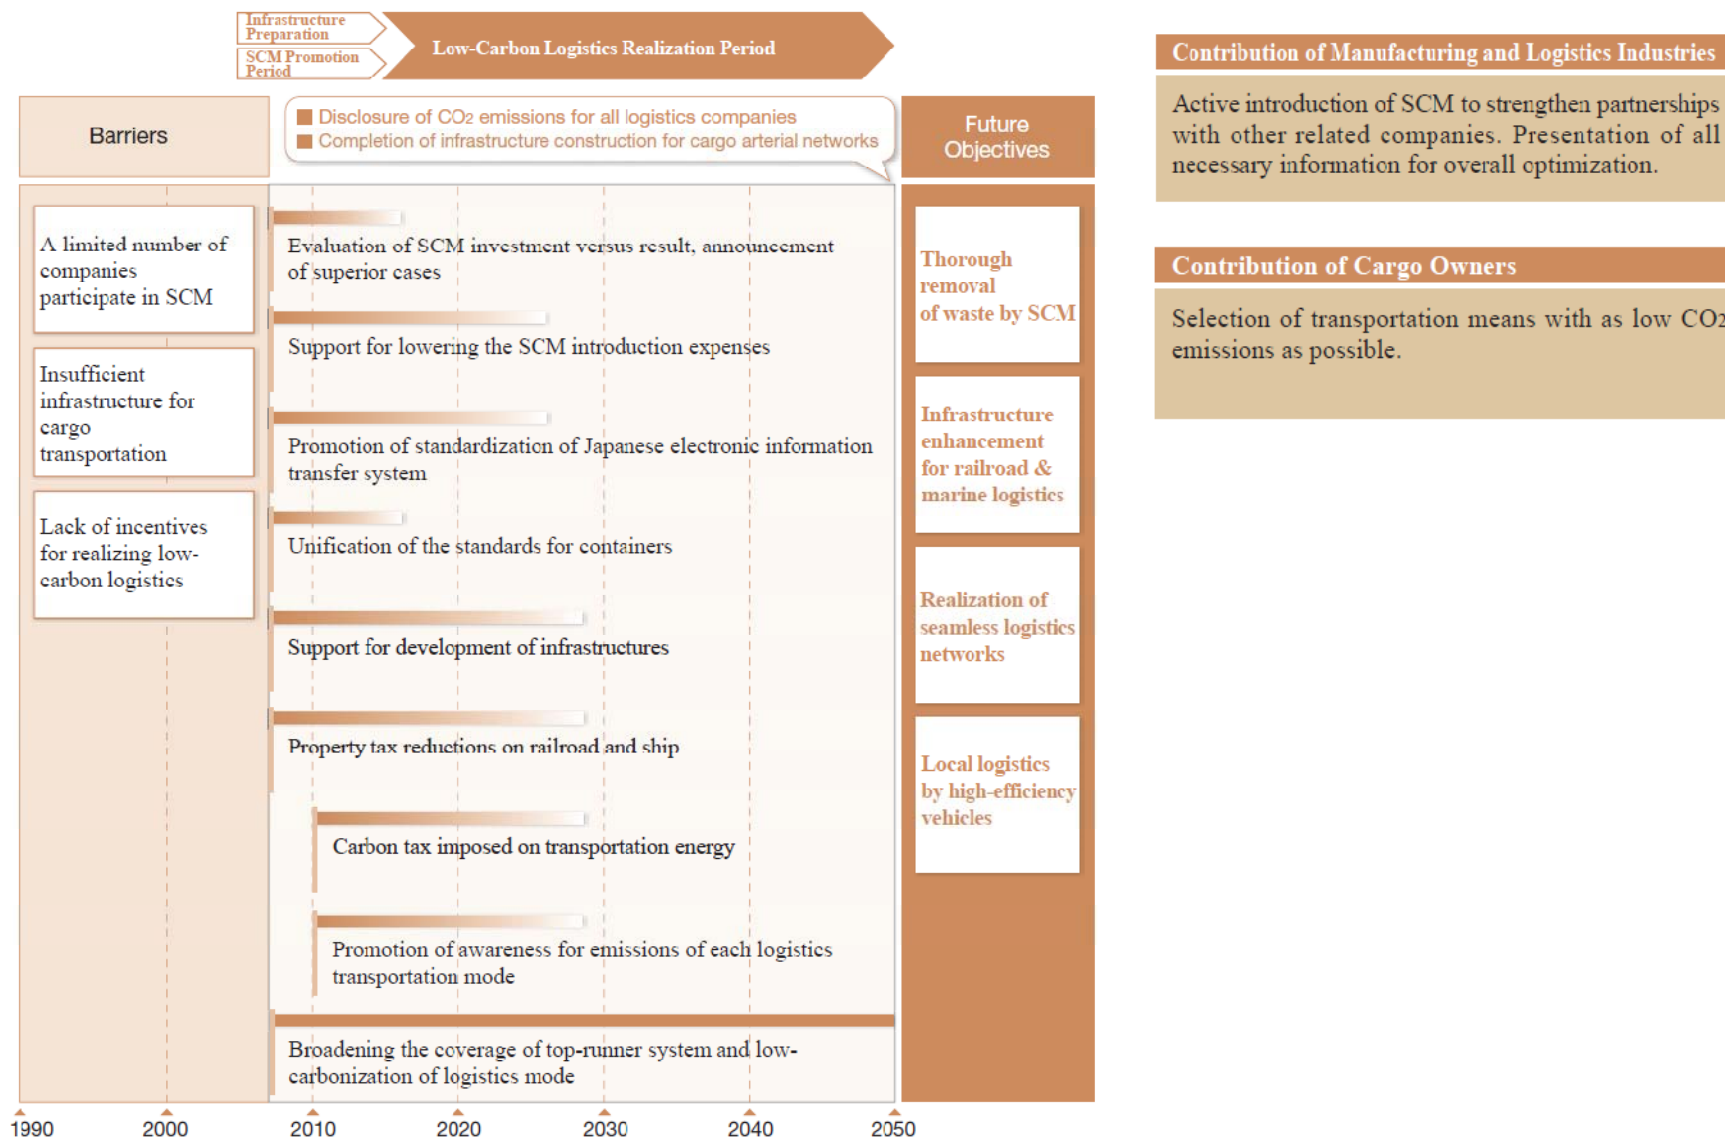 Infrastructure
Preparation
SCM Promotion
Period
Low-Carbon Logistics Realization Period
Barriers
Disclosure of CO2 emissions for all logistics companies
Completion of infrastructure construction for cargo arterial networks
Future
Objectives
A limited number of
companies
participate in SCM
Insufficient
infrastructure for
cargo
transportation
Lack of incentives
for realizing low-
carbon logistics
Evaluation of SCM investment versus result, announcement
of superior cases
Support for lowering the SCM introduction expenses
Promotion of standardization of Japanese electronic information
transfer system
Unification of the standards for containers
Support for development of infrastructures
Property tax reductions on railroad and ship
Carbon tax imposed on transportation energy
Promotion of awareness for emissions of each logistics
transportation mode
Broadening the coverage of top-runner system and low-
carbonization of logistics mode
Thorough
removal
of waste by SCM
Infrastructure
enhancement
for railroad &
marine logistics
Realization of
seamless logistics
networks
Local logistics
by high-efficiency
vehicles
1990
2000
2010
2020
2030
2040
2050
Contribution of Manufacturing and Logistics Industries
Active introduction of SCM to strengthen partnerships
with other related companies. Presentation of all
necessary information for overall optimization.
Contribution of Cargo Owners
Selection of transportation means with as low CO2
emissions as possible.